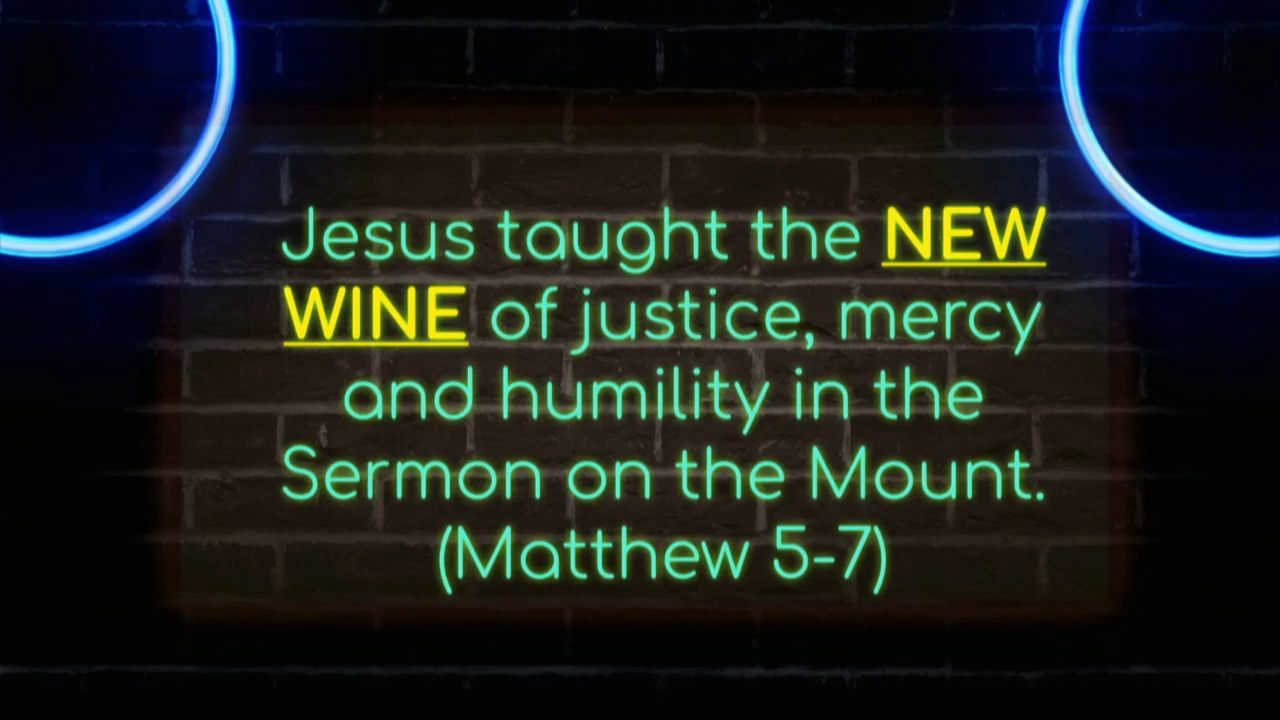 Jesus taught the NEW
WINE of justice, mercy
and humility in the
Sermon on the Mount.
(Matthew 5-7)